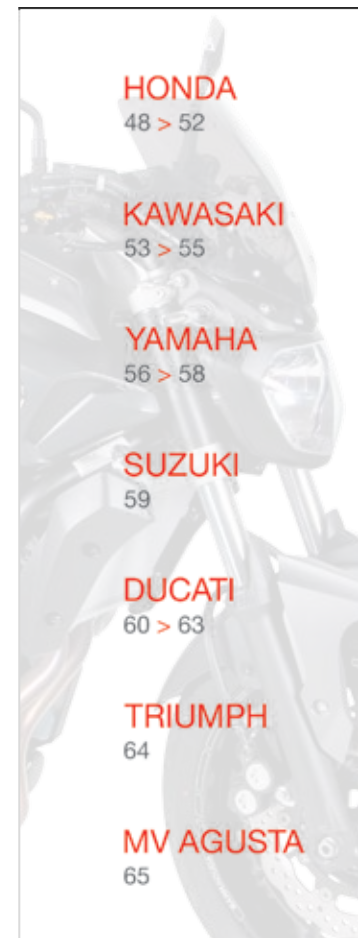 HONDA
48 > 52
KAWASAKI
53 > 55
YAMAHA
56 > 58
SUZUKI
59
DUCATI
60 > 63
TRIUMPH
64
MV AGUSTA
65